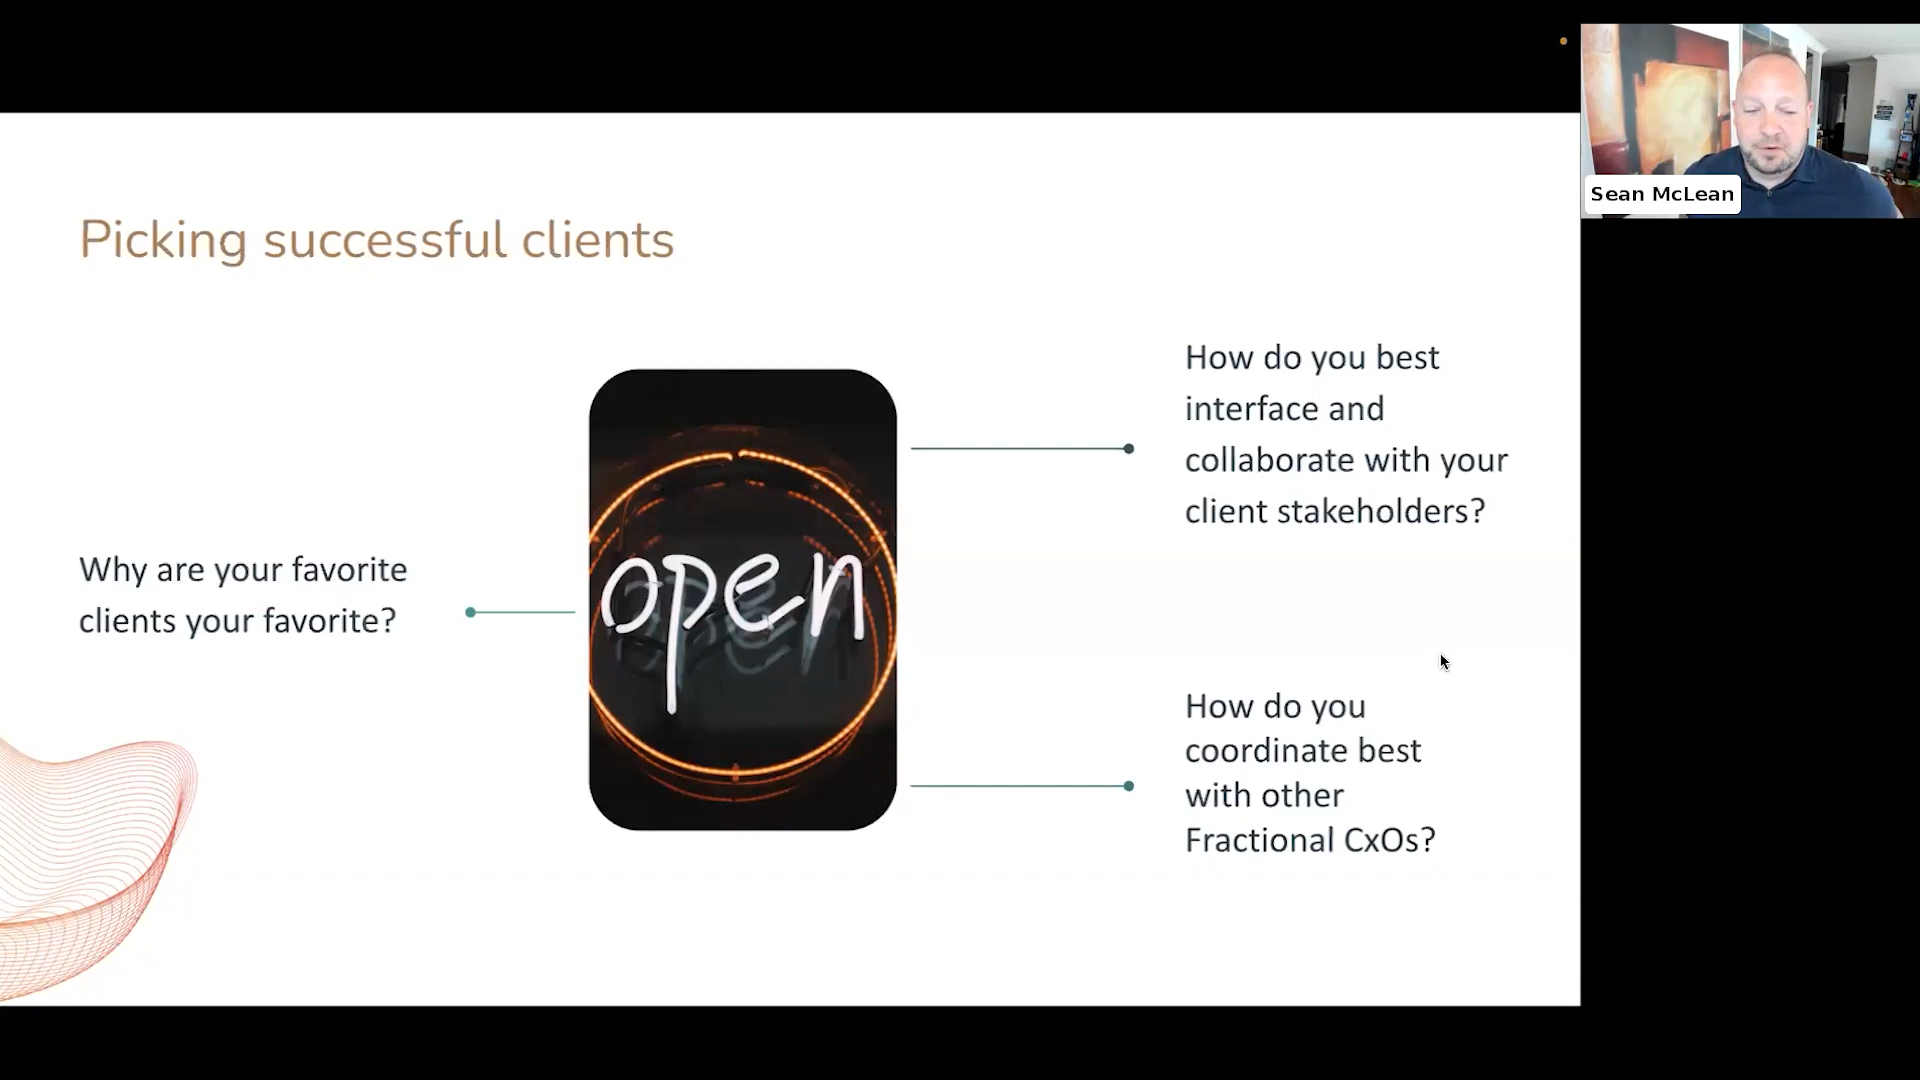 Sean McLean
Picking successful clients
Why are your favorite
clients your favorite?
open
How do you best
interface and
collaborate with your
client stakeholders?
How do you
coordinate best
with other
Fractional CxOs?